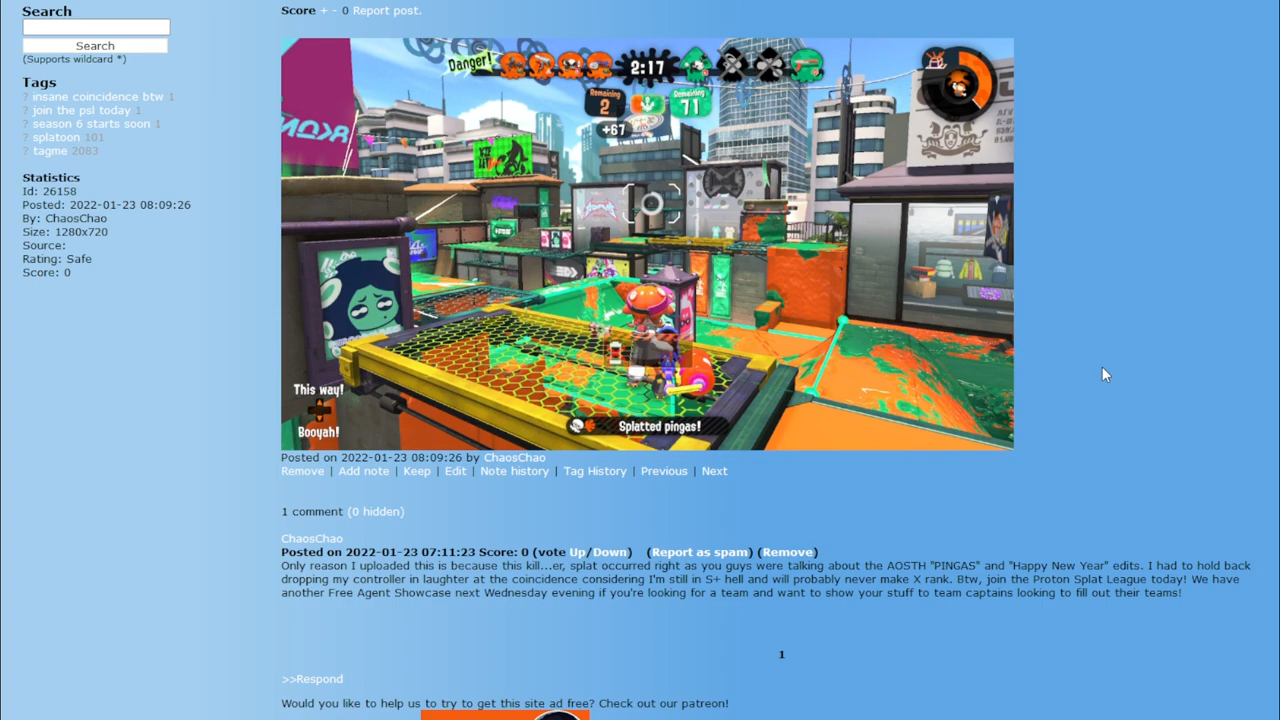 Search
Search
(Supports wildcard *)
Tags
? insane coincidence btw 1
? join the psl today 1
? season 6 starts soon 1
? splatoon 101
? tagme 2083
Statistics
Id: 26158
Posted: 2022-01-23 08:09:26
By: ChaosChao
Size: 1280x720
Source:
Rating: Safe
Score: 0
Score + - 0 Report post.
Danger!
2:17
Remaining
2
Remaining
71
+67
This way!
Booyah!
Splatted pingas!
Posted on 2022-01-23 08:09:26 by ChaosChao
Remove | Add note | Keep | Edit | Note history | Tag History | Previous | Next
1 comment (0 hidden)
ChaosChao
Posted on 2022-01-23 07:11:23 Score: 0 (vote Up/Down) (Report as spam) (Remove)
Only reason I uploaded this is because this kill...er, splat occurred right as you guys were talking about the AOSTH "PINGAS" and "Happy New Year" edits. I had to hold back
dropping my controller in laughter at the coincidence considering I'm still in S+ hell and will probably never make X rank. Btw, join the Proton Splat League today! We have
another Free Agent Showcase next Wednesday evening if you're looking for a team and want to show your stuff to team captains looking to fill out their teams!
1
>>Respond
Would you like to help us to try to get this site ad free? Check out our patreon!